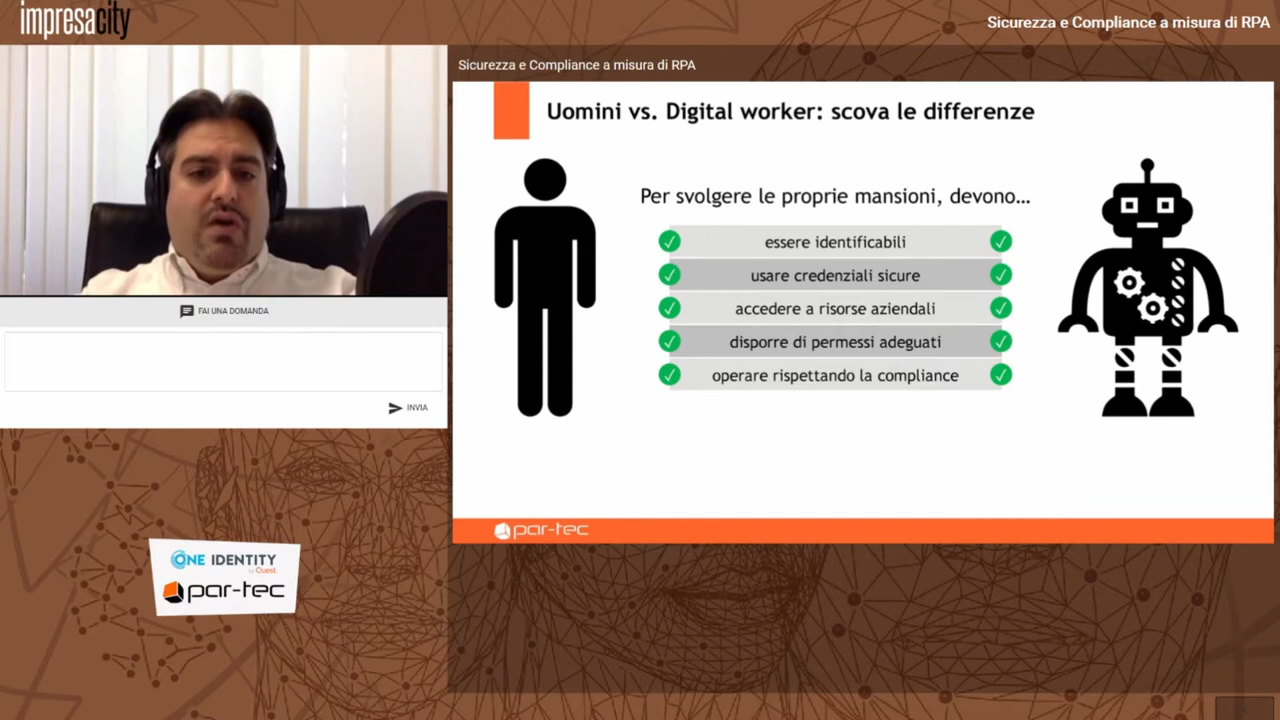 impresacity
Sicurezza e Compliance a misura di RPA
Sicurezza e Compliance a misura di RPA
Uomini vs. Digital worker: scova le differenze
Per svolgere le proprie mansioni, devono...
essere identificabili
usare credenziali sicure
accedere a risorse aziendali
disporre di permessi adeguati
operare rispettando la compliance
par-tec
FAI UNA DOMANDA
INVIA
ONE IDENTITY
by Quest
par-tec